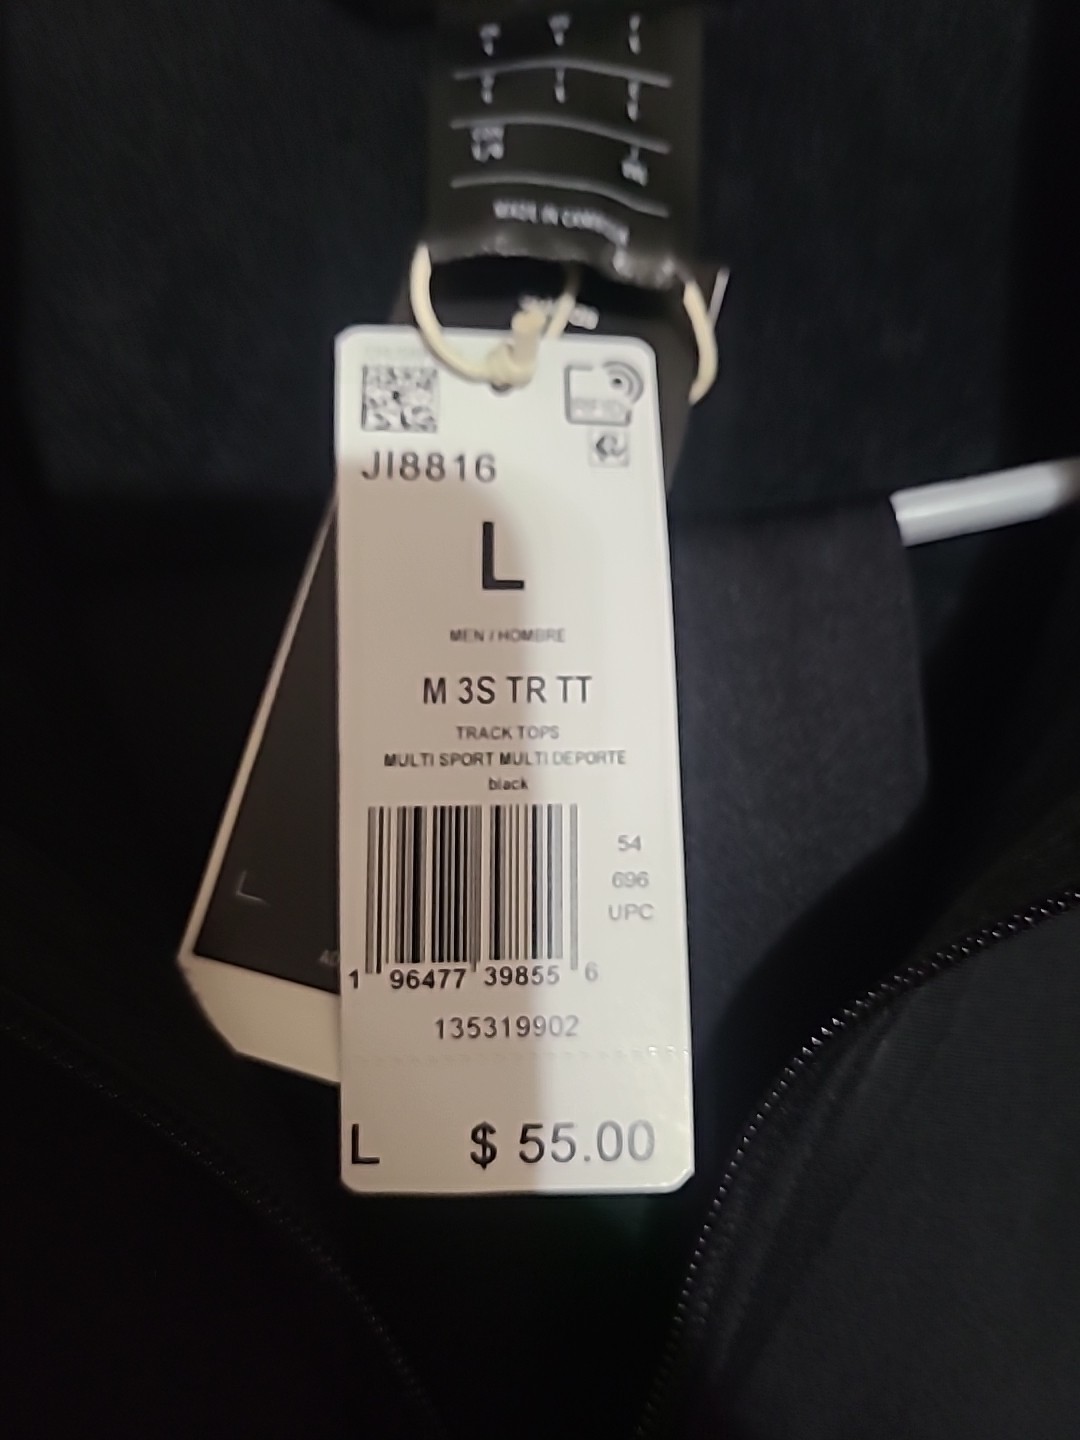 MADE IN CAMBODIA
RFID
JI8816
L
MEN / HOMBRE
M 3S TR TT
TRACK TOPS
MULTI SPORT MULTI DEPORTE
black
54
696
UPC
L
1 96477 39855 6
135319902
L $ 55.00